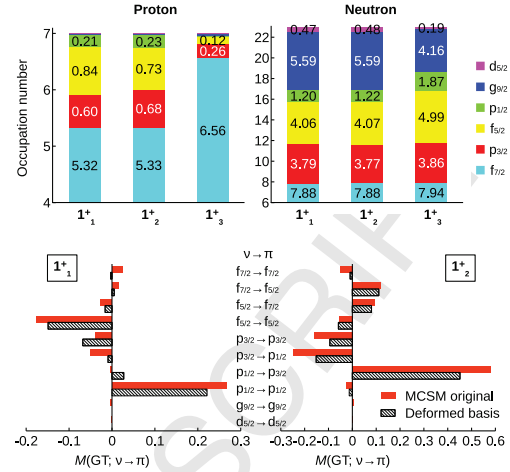 Proton
Neutron
Occupation number
7
6
5
4
0.21
0.84
0.60
5.32
0.23
0.73
0.68
5.33
0.12
0.26
6.56
1⁺₁
1⁺₂
1⁺₃
22
20
18
16
14
12
10
8
6
0.47
5.59
1.20
4.06
3.79
7.88
0.48
5.59
1.22
4.07
3.77
7.88
0.19
4.16
1.87
4.99
3.86
7.94
1⁺₁
1⁺₂
1⁺₃
d5/2
g9/2
p1/2
f5/2
p3/2
f7/2
1⁺₁
ν→π
1⁺₂
f7/2→f7/2
f7/2→f5/2
f5/2→f7/2
f5/2→f5/2
p3/2→p3/2
p3/2→p1/2
p1/2→p3/2
p1/2→p1/2
g9/2→g9/2
d5/2→d5/2
MCSM original
Deformed basis
-0.2 -0.1 0 0.1 0.2 0.3
-0.3 -0.2 -0.1 0 0.1 0.2 0.3 0.4 0.5 0.6
M(GT; ν→π)
M(GT; ν→π)